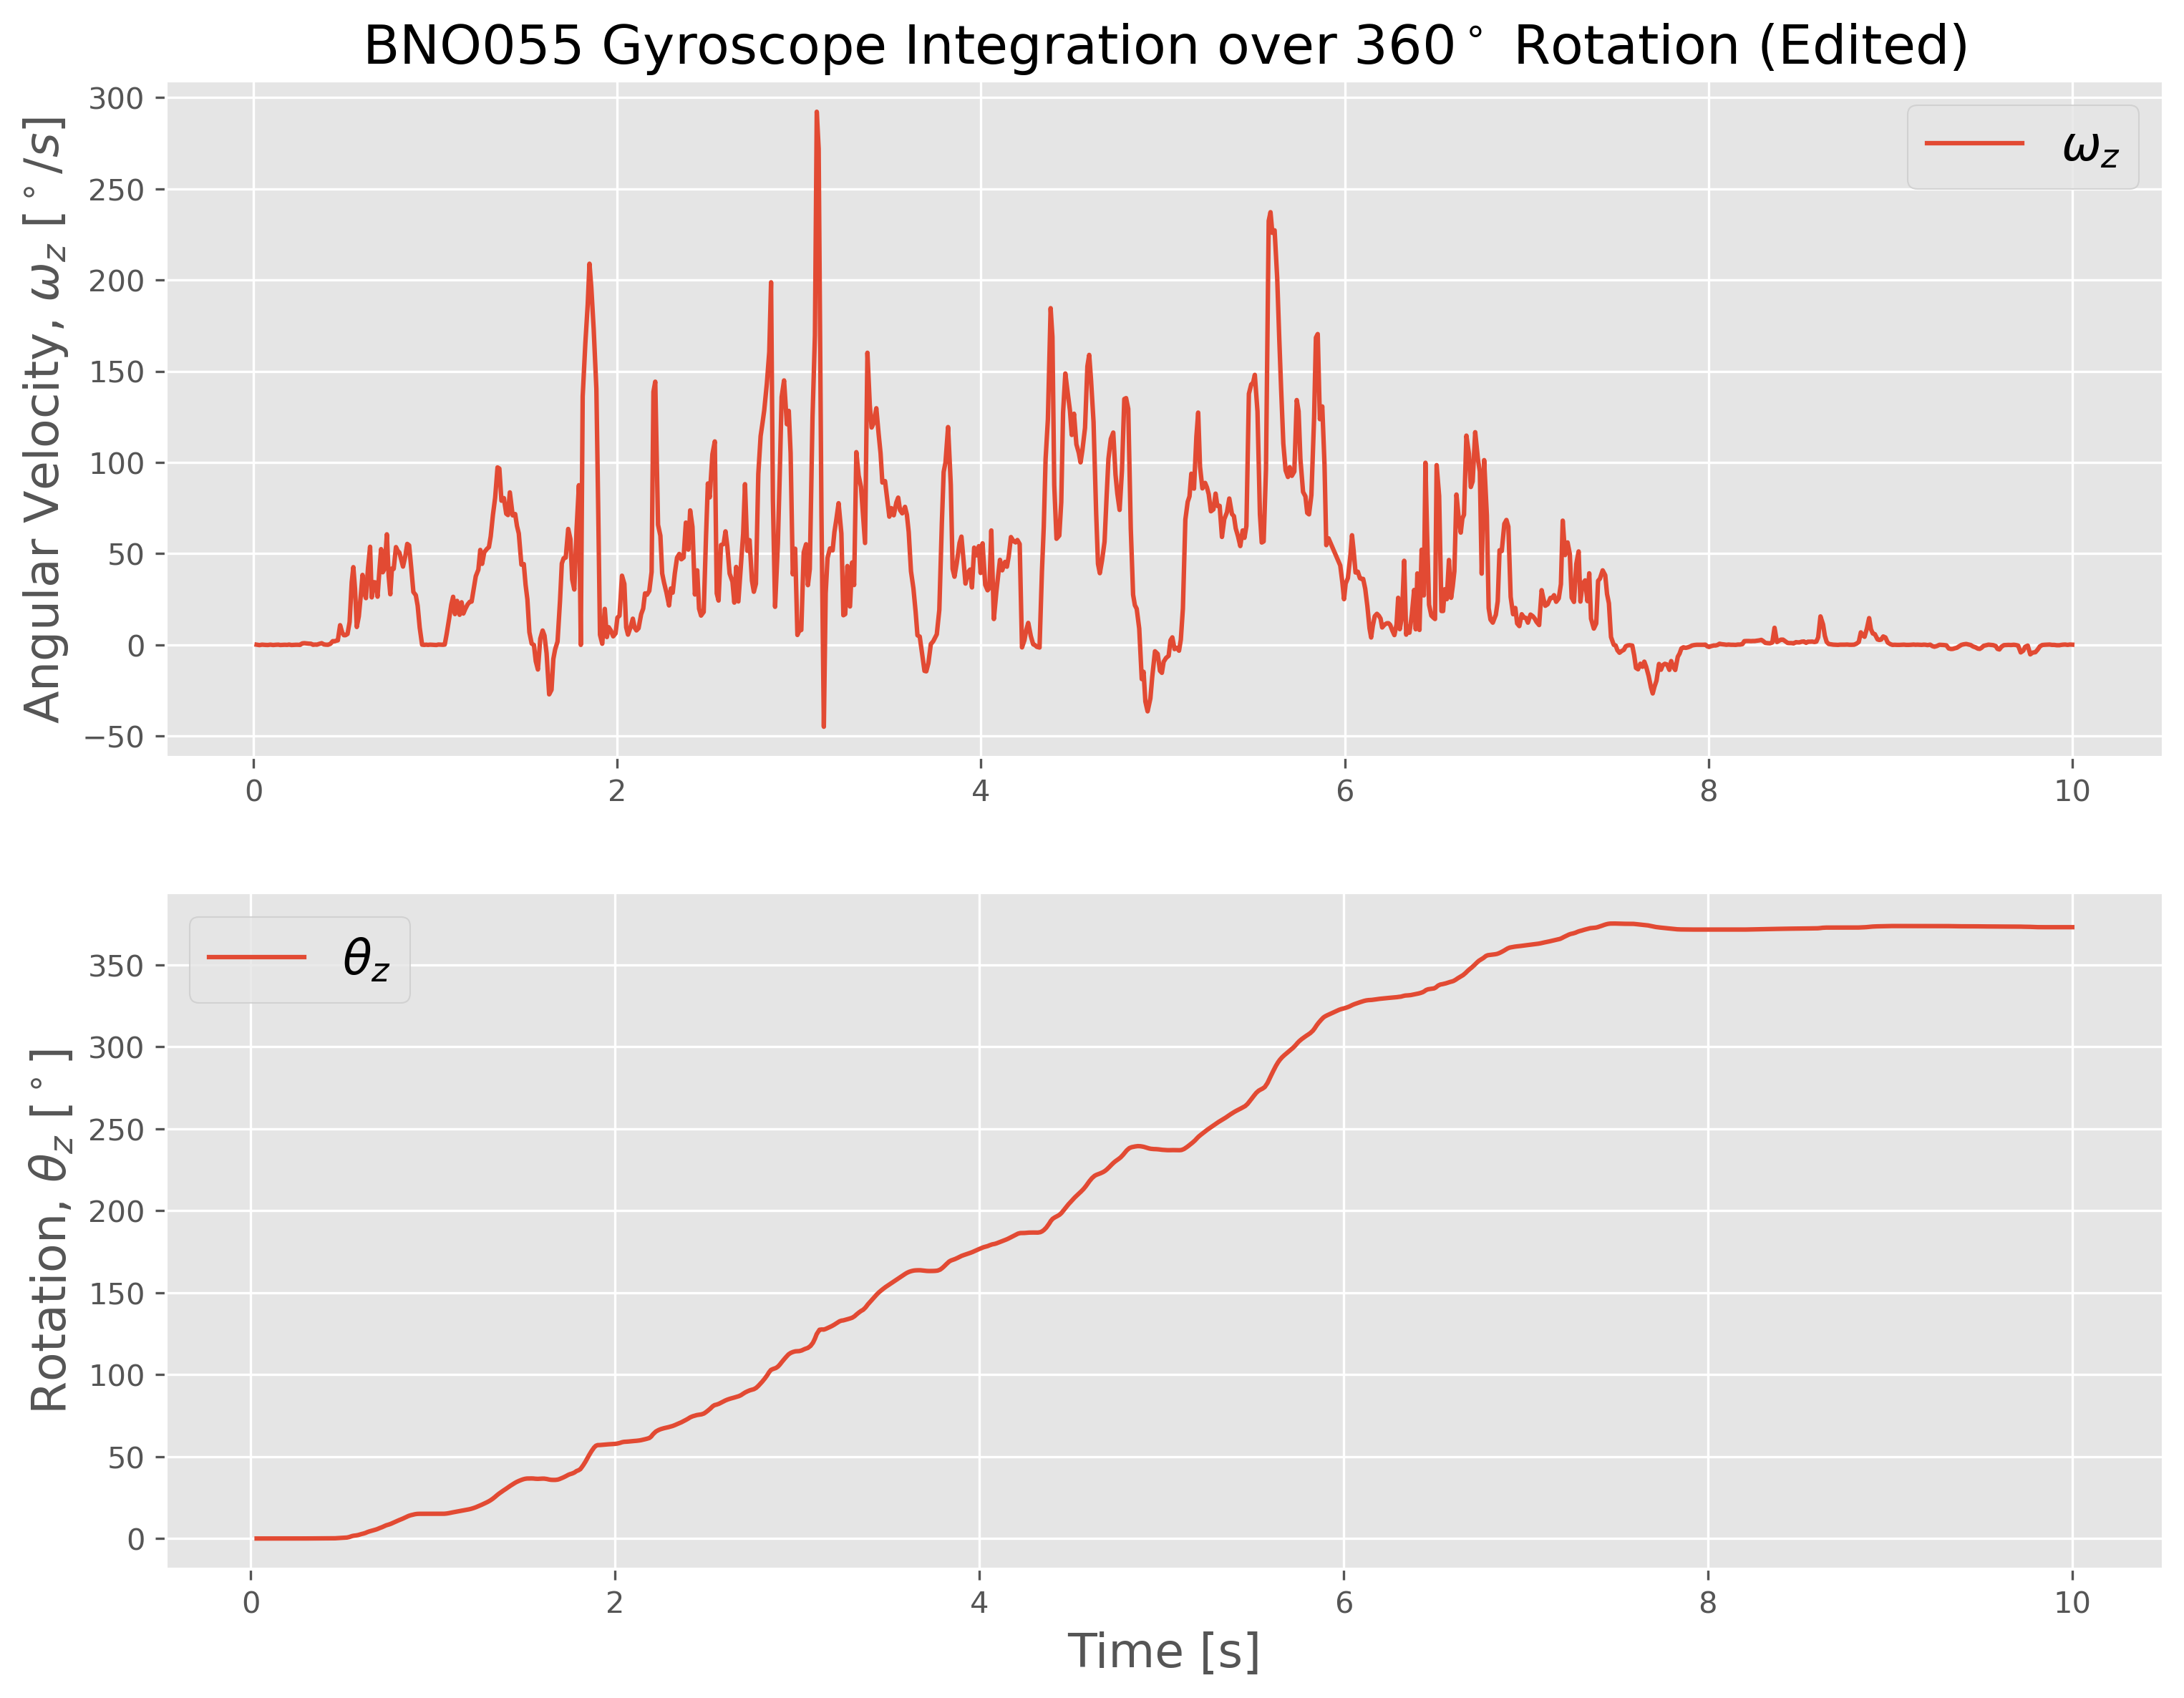 BNO055 Gyroscope Integration over 360° Rotation (Edited)
Angular Velocity, ω_z [°/s]
300
250
200
150
100
50
0
−50
ω_z
0 2 4 6 8 10
Rotation, θ_z [°]
350
300
250
200
150
100
50
0
θ_z
0 2 4 6 8 10
Time [s]